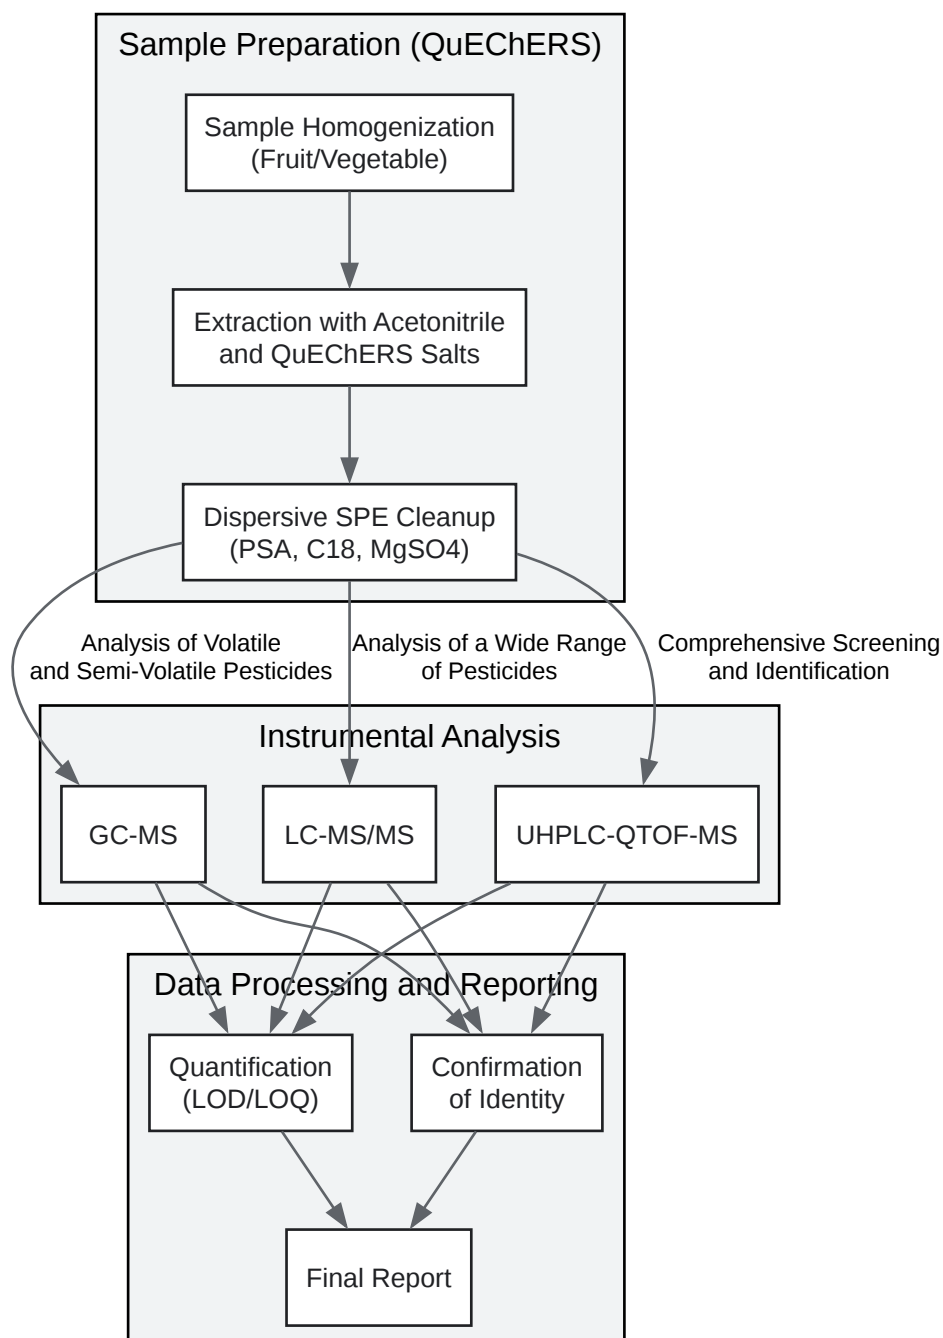 Sample Preparation (QuEChERS)
Sample Homogenization
(Fruit/Vegetable)
Extraction with Acetonitrile
and QuEChERS Salts
Dispersive SPE Cleanup
(PSA, C18, MgSO4)
Analysis of Volatile
and Semi-Volatile Pesticides
Analysis of a Wide Range
of Pesticides
Comprehensive Screening
and Identification
Instrumental Analysis
GC-MS
LC-MS/MS
UHPLC-QTOF-MS
Data Processing and Reporting
Quantification
(LOD/LOQ)
Confirmation
of Identity
Final Report